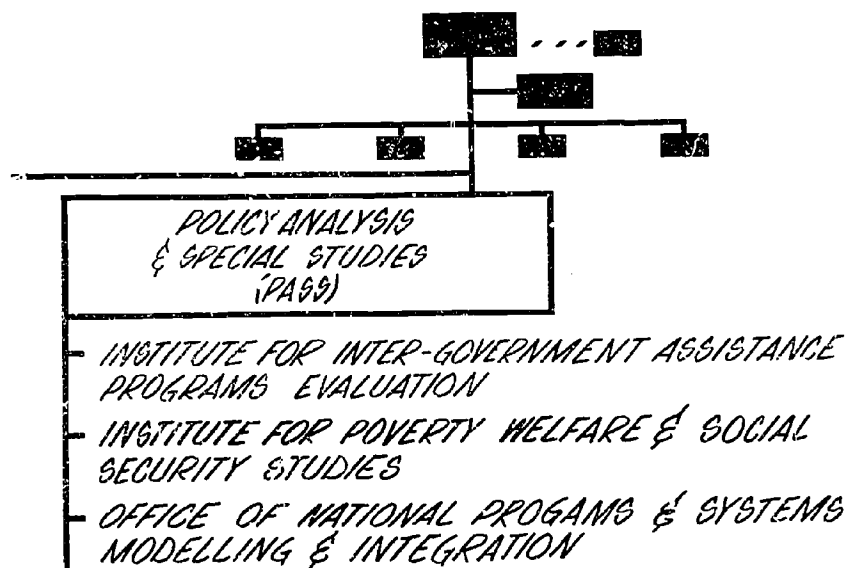 POLICY ANALYSIS
& SPECIAL STUDIES
(PASS)
INSTITUTE FOR INTER-GOVERNMENT ASSISTANCE
PROGRAMS EVALUATION
INSTITUTE FOR POVERTY WELFARE & SOCIAL
SECURITY STUDIES
OFFICE OF NATIONAL PROGAMS & SYSTEMS
MODELLING & INTEGRATION